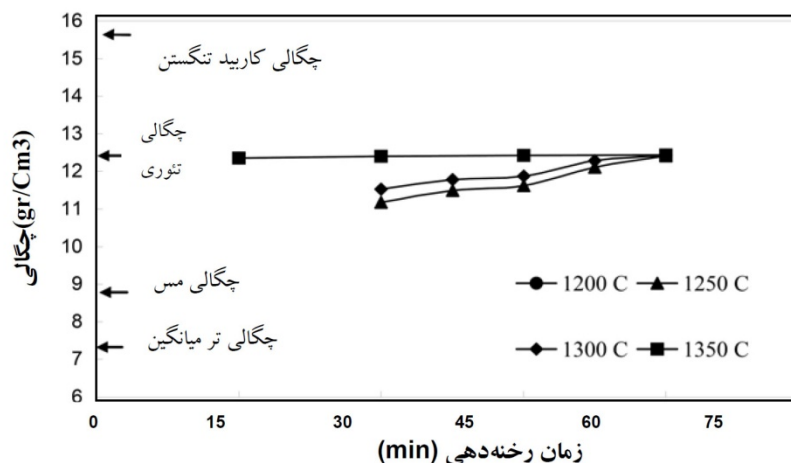 16
15
14
13
12
11
10
9
8
7
6
چگالی(gr/Cm3)
چگالی کاربید تنگستن
چگالی
تئوری
چگالی مس
چگالی تر میانگین
1200 C
1250 C
1300 C
1350 C
0 15 30 45 60 75
زمان رخنه‌دهی (min)